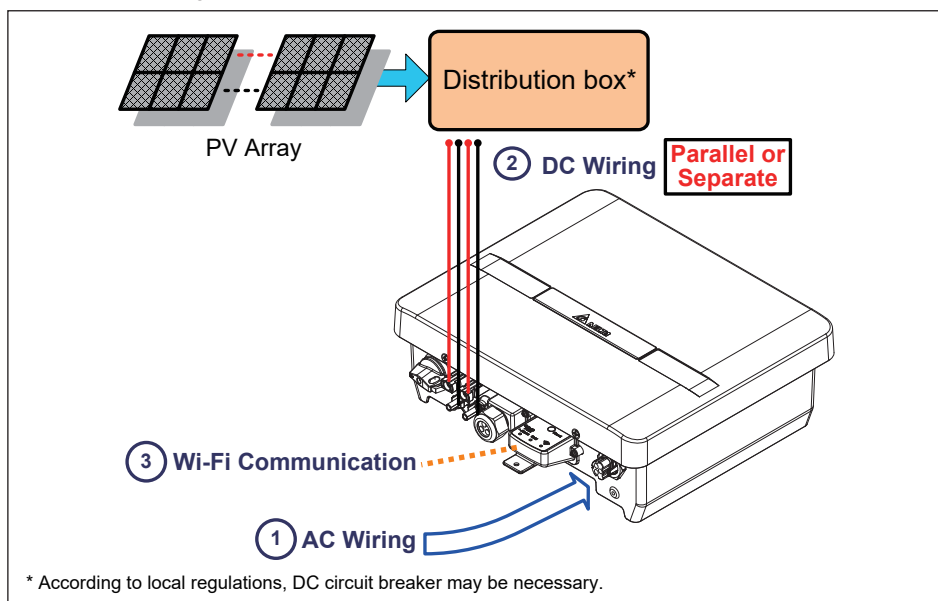 Distribution box*
PV Array
2 DC Wiring
Parallel or
Separate
3 Wi-Fi Communication
1 AC Wiring
* According to local regulations, DC circuit breaker may be necessary.